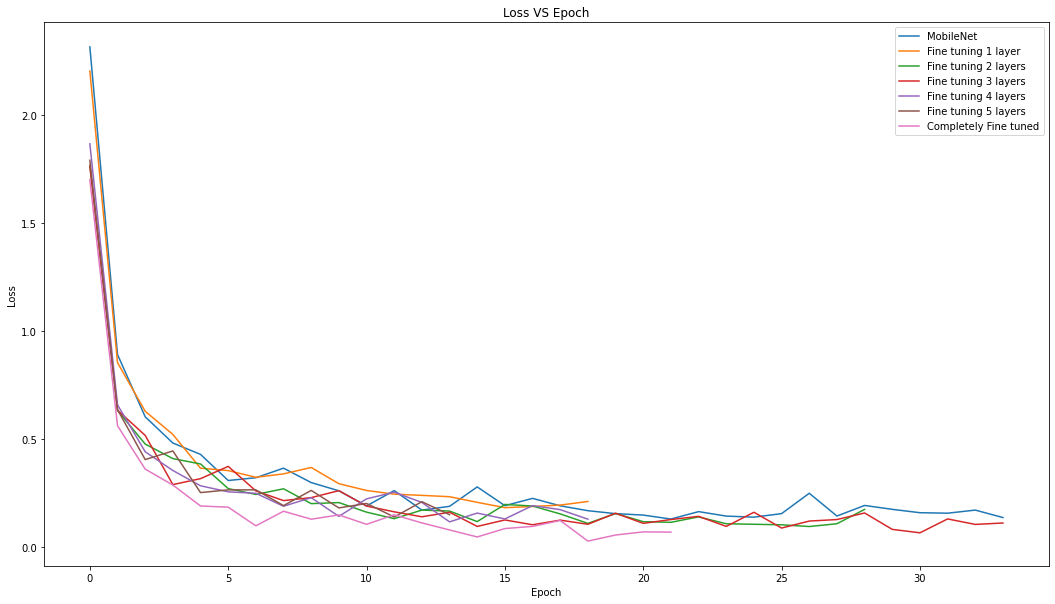 Loss VS Epoch
MobileNet
Fine tuning 1 layer
Fine tuning 2 layers
Fine tuning 3 layers
Fine tuning 4 layers
Fine tuning 5 layers
Completely Fine tuned
2.0
1.5
1.0
0.5
0.0
Loss
0 5 10 15 20 25 30
Epoch